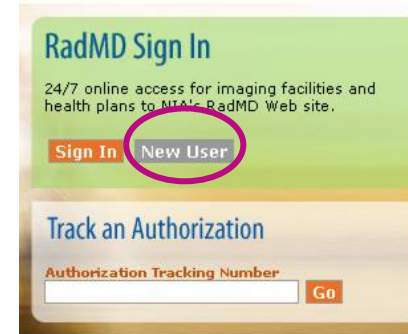 RadMD Sign In
24/7 online access for imaging facilities and
health plans to NIA's RadMD Web site.
Sign In New User
Track an Authorization
Authorization Tracking Number
Go